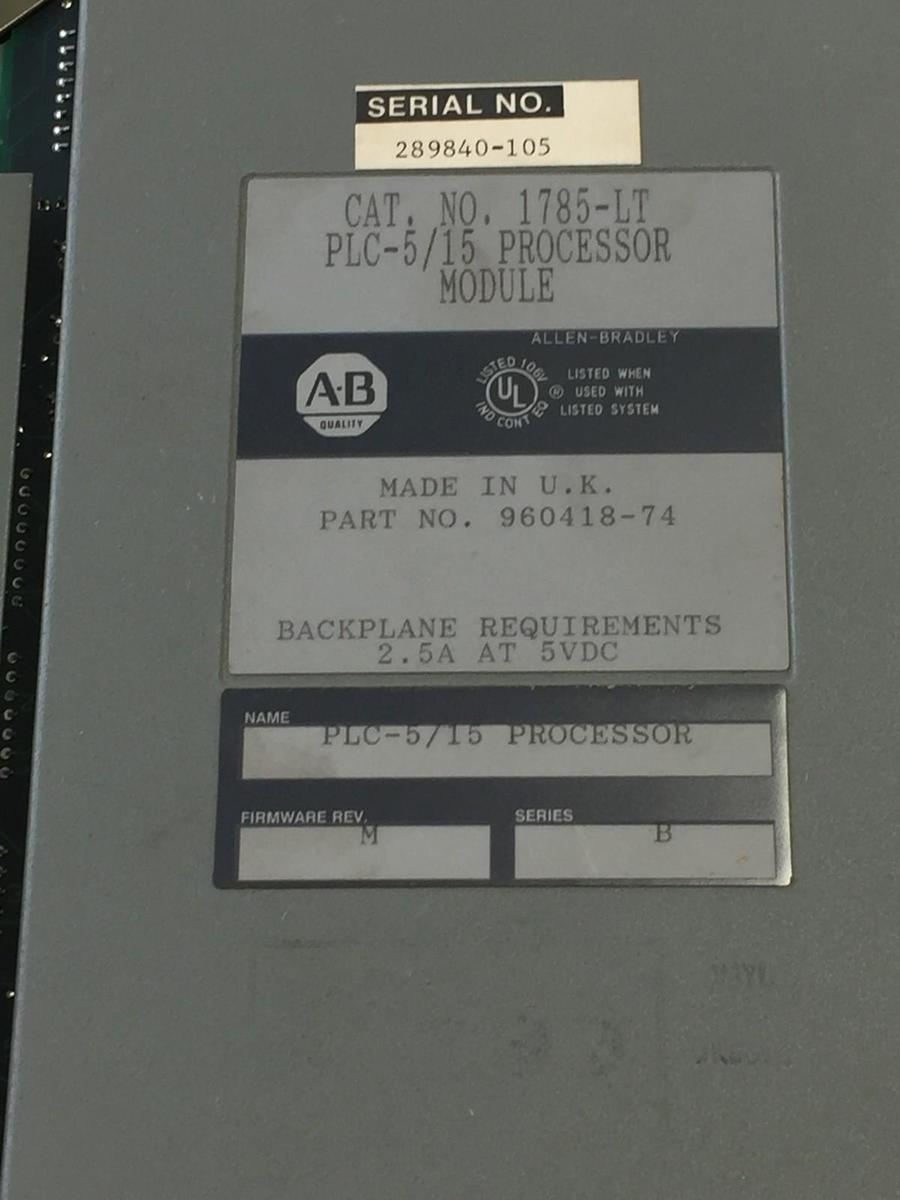 SERIAL NO.
289840-105
CAT. NO. 1785-LT
PLC-5/15 PROCESSOR
MODULE
ALLEN-BRADLEY
A·B
QUALITY
LISTED 106V
UL
IND CONT EQ
®
LISTED WHEN
USED WITH
LISTED SYSTEM
MADE IN U.K.
PART NO. 960418-74
BACKPLANE REQUIREMENTS
2.5A AT 5VDC
NAME
PLC-5/15 PROCESSOR
FIRMWARE REV.
M
SERIES
B